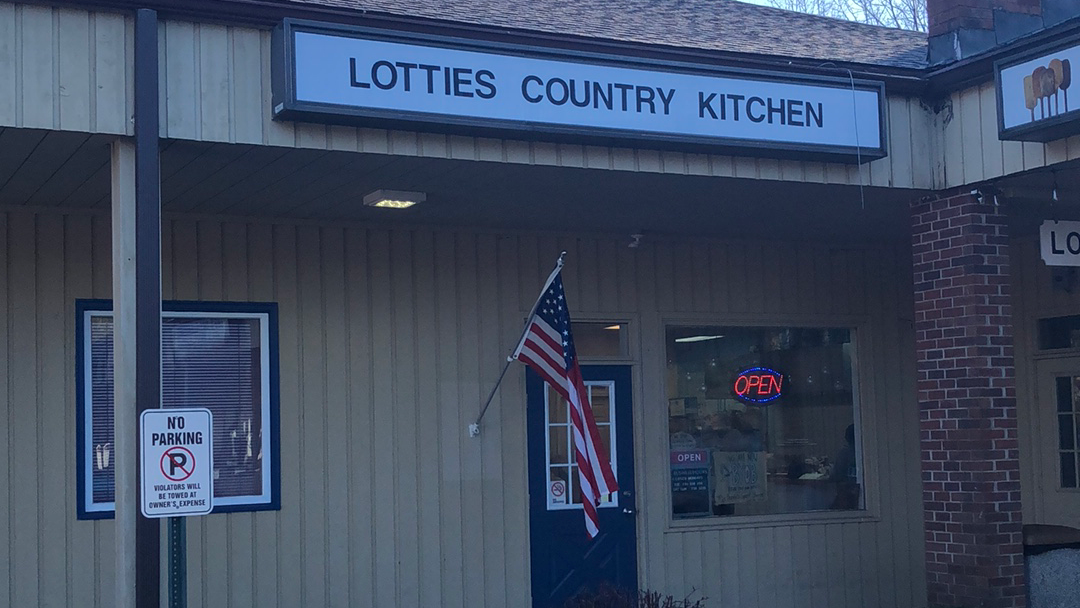 LOTTIES COUNTRY KITCHEN
LO
OPEN
OPEN
NO
PARKING
P
VIOLATORS WILL
BE TOWED AT
OWNER'S EXPENSE